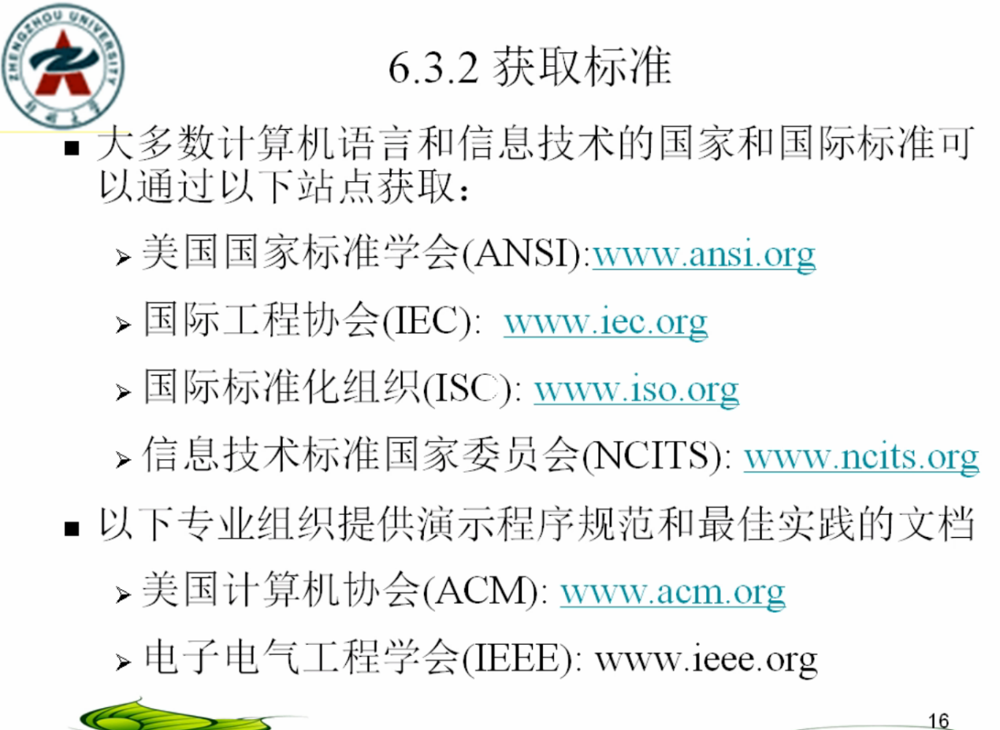 ZHENGZHOU UNIVERSITY
郑州大学
6.3.2 获取标准
■ 大多数计算机语言和信息技术的国家和国际标准可
以通过以下站点获取：
➢ 美国国家标准学会(ANSI):www.ansi.org
➢ 国际工程协会(IEC): www.iec.org
➢ 国际标准化组织(ISC): www.iso.org
➢ 信息技术标准国家委员会(NCITS): www.ncits.org
■ 以下专业组织提供演示程序规范和最佳实践的文档
➢ 美国计算机协会(ACM): www.acm.org
➢ 电子电气工程学会(IEEE): www.ieee.org
16